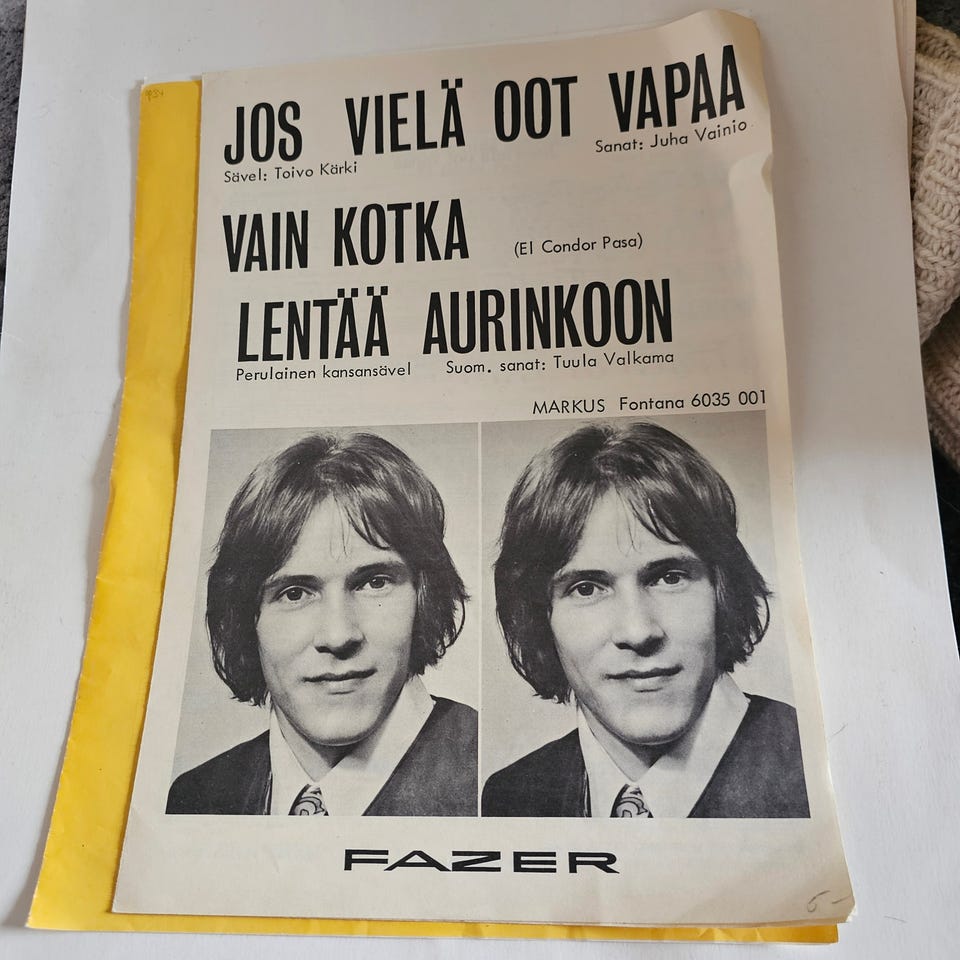 JOS VIELÄ OOT VAPAA
Sävel: Toivo Kärki Sanat: Juha Vainio
VAIN KOTKA (El Condor Pasa)
LENTÄÄ AURINKOON
Perulainen kansansävel Suom. sanat: Tuula Valkama
MARKUS Fontana 6035 001
FAZER
6-